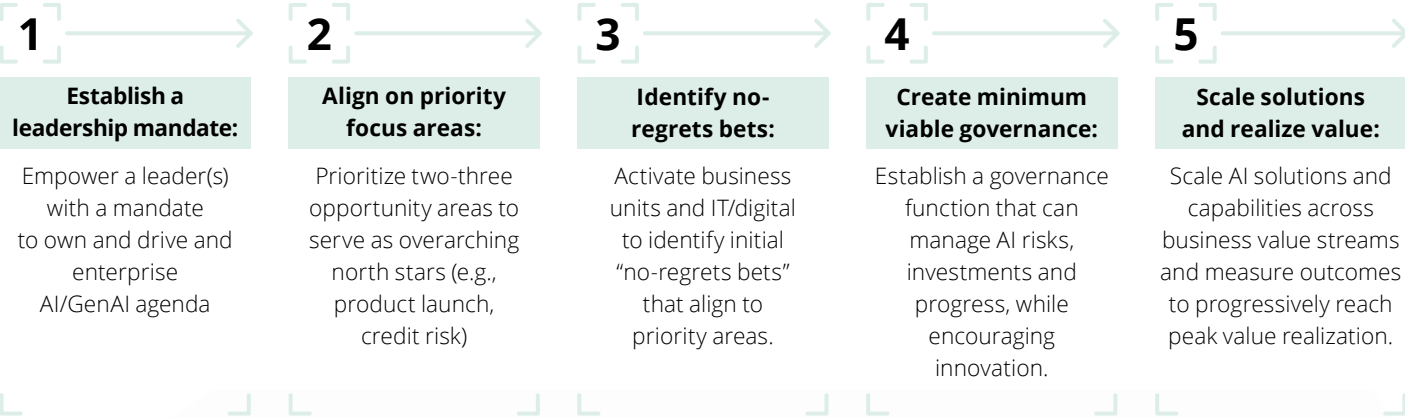 1
Establish a
leadership mandate:
Empower a leader(s)
with a mandate
to own and drive and
enterprise
AI/GenAI agenda
2
Align on priority
focus areas:
Prioritize two-three
opportunity areas to
serve as overarching
north stars (e.g.,
product launch,
credit risk)
3
Identify no-
regrets bets:
Activate business
units and IT/digital
to identify initial
“no-regrets bets”
that align to
priority areas.
4
Create minimum
viable governance:
Establish a governance
function that can
manage AI risks,
investments and
progress, while
encouraging
innovation.
5
Scale solutions
and realize value:
Scale AI solutions and
capabilities across
business value streams
and measure outcomes
to progressively reach
peak value realization.